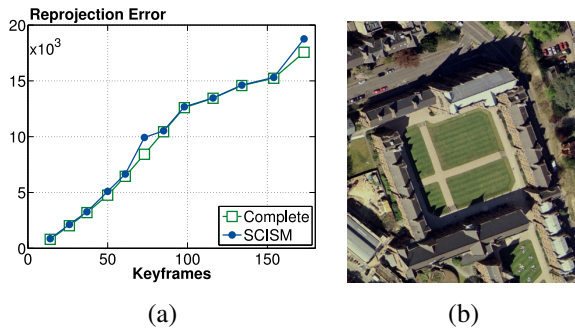 Reprojection Error
x10³
20
15
10
5
0
0 50 100 150
Keyframes
Complete
SCISM
(a)
(b)